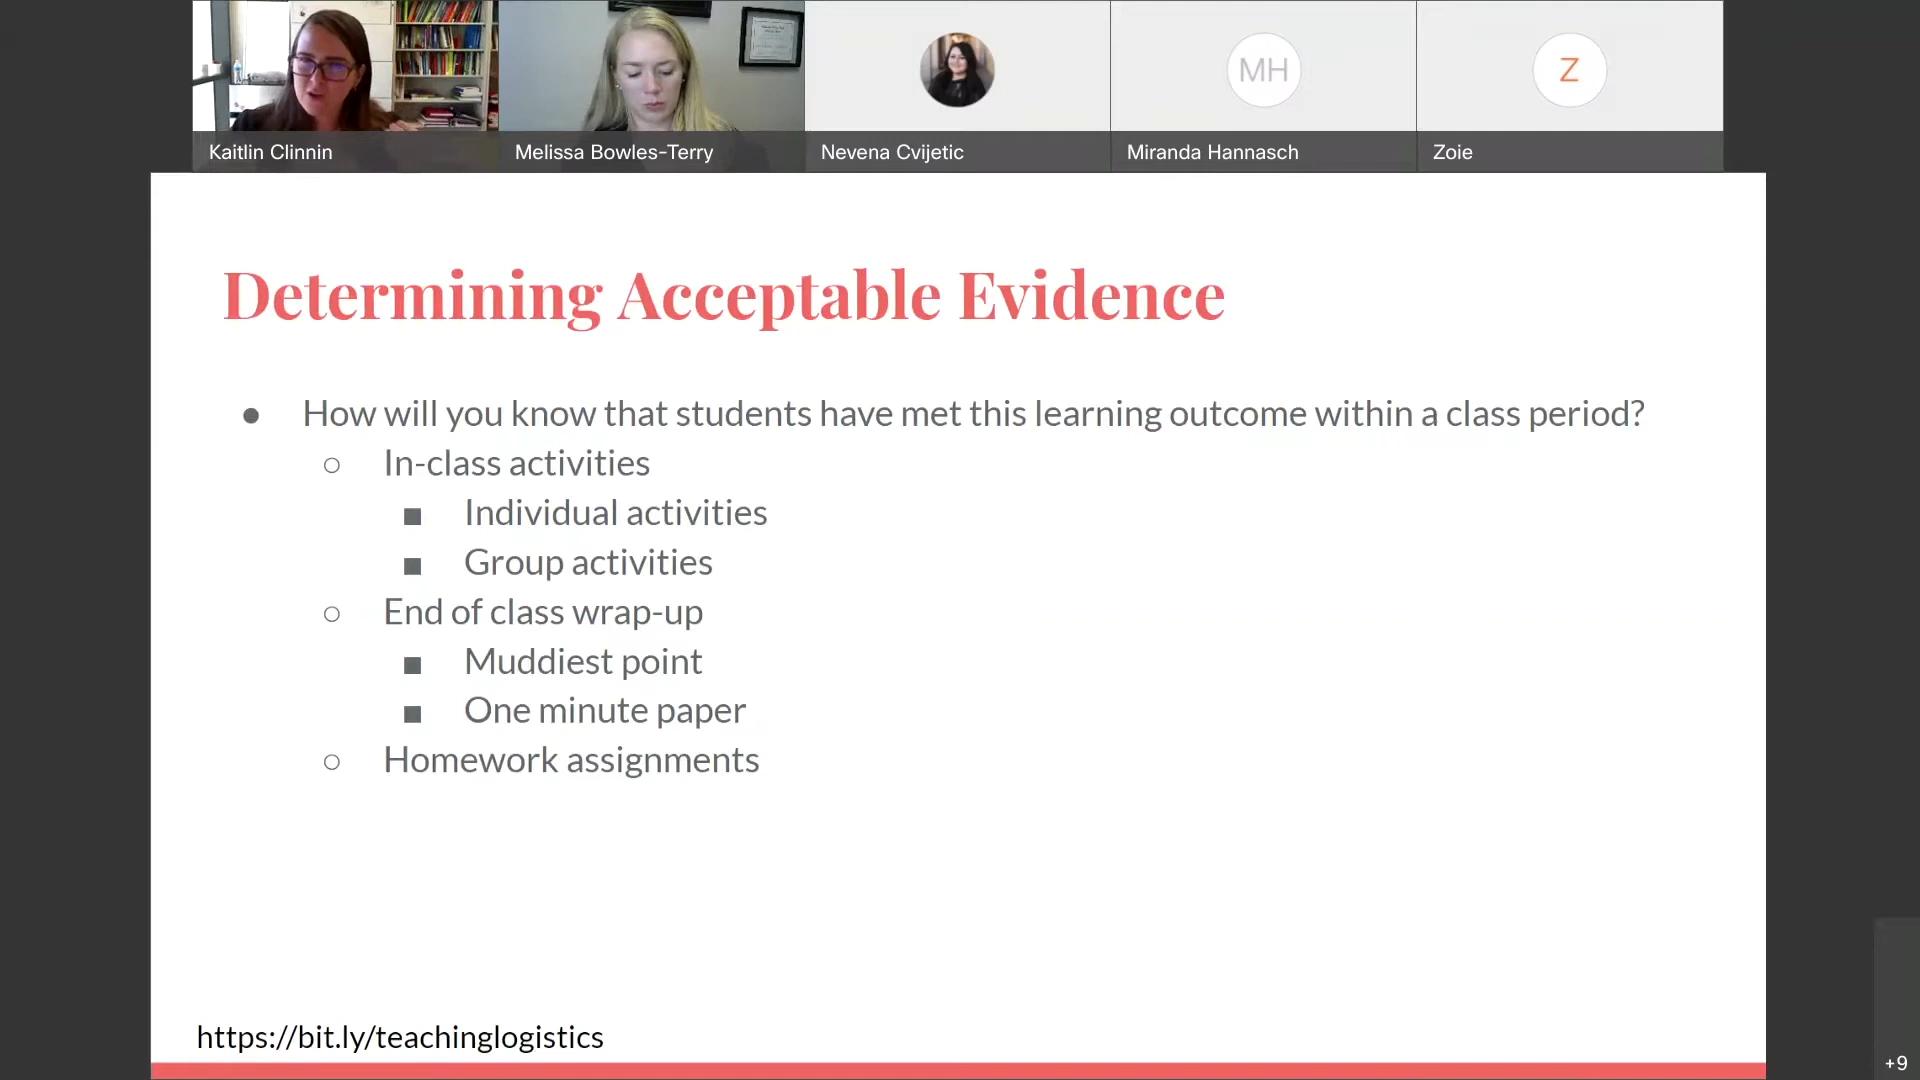 Kaitlin Clinnin
Melissa Bowles-Terry
Nevena Cvijetic
MH
Miranda Hannasch
Z
Zoie
Determining Acceptable Evidence
● How will you know that students have met this learning outcome within a class period?
○ In-class activities
■ Individual activities
■ Group activities
○ End of class wrap-up
■ Muddiest point
■ One minute paper
○ Homework assignments
https://bit.ly/teachinglogistics
+9